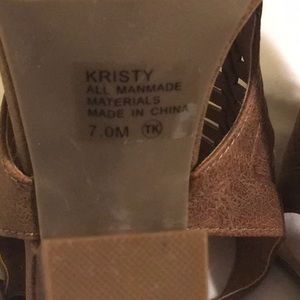 KRISTY
ALL MANMADE
MATERIALS
MADE IN CHINA
7.0M TK